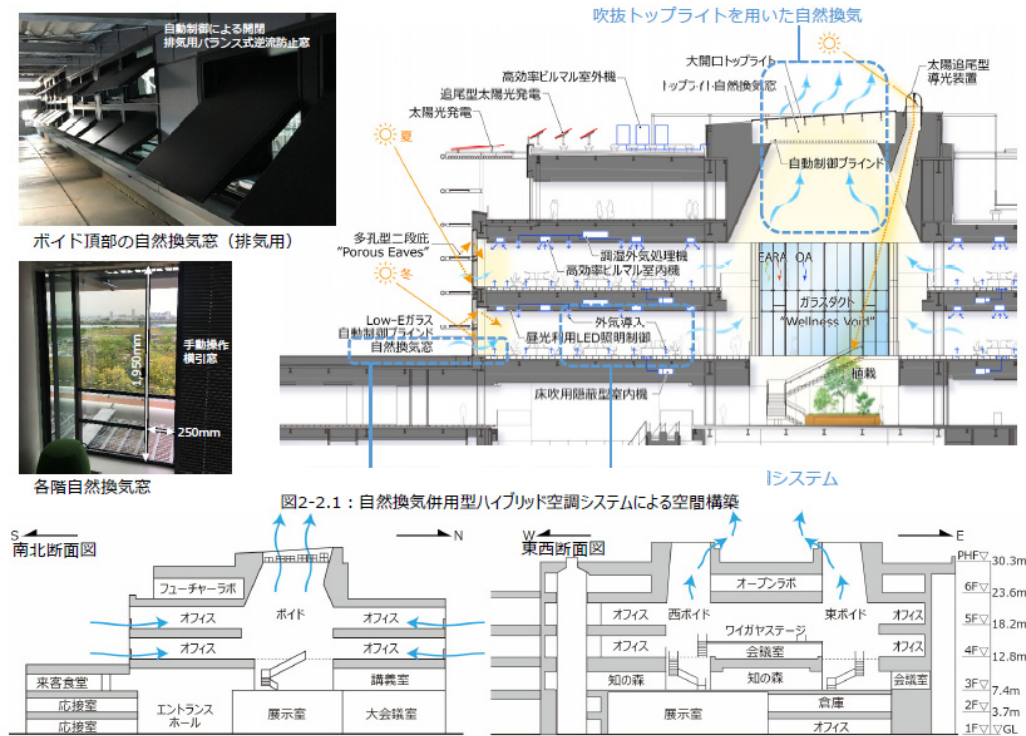 自動制御による開閉
排気用バランス式逆流防止窓
ボイド頂部の自然換気窓（排気用）
1,950mm
手動操作
横引窓
250mm
各階自然換気窓
吹抜トップライトを用いた自然換気
大開口トップライト
トップライト自然換気窓
太陽追尾型
導光装置
高効率ビルマル室外機
追尾型太陽光発電
太陽光発電
夏
自動制御ブラインド
多孔型二段庇
"Porous Eaves"
調湿外気処理機
高効率ビルマル室内機
EA RA OA
冬
ガラスダクト
"Wellness Void"
Low-Eガラス
自動制御ブラインド
自然換気窓
外気導入
昼光利用LED照明制御
植栽
床吹用隠蔽型室内機
システム
図2-2.1：自然換気併用型ハイブリッド空調システムによる空間構築
S
N
南北断面図
フューチャーラボ
オフィス
ボイド
オフィス
オフィス
オフィス
来客食堂
講義室
応接室
応接室
エントランス
ホール
展示室
大会議室
W
E
東西断面図
PHF▽ 30.3m
オープンラボ
6F▽ 23.6m
オフィス
西ボイド
東ボイド
オフィス
5F▽ 18.2m
ワイガヤステージ
オフィス
会議室
オフィス
4F▽ 12.8m
知の森
知の森
会議室
3F▽ 7.4m
倉庫
2F▽ 3.7m
展示室
オフィス
1F▽ ▽GL